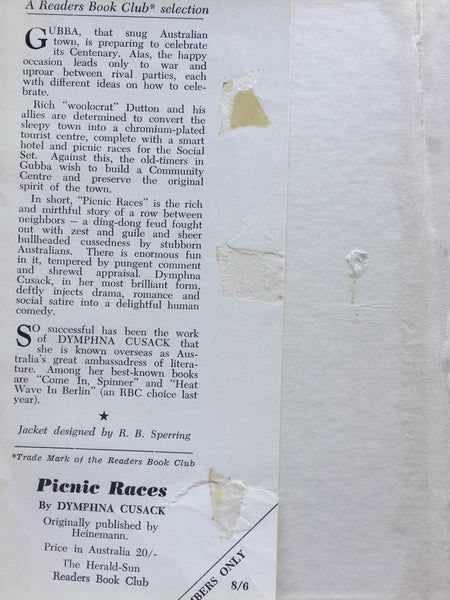 A Readers Book Club* selection
GUBBA, that snug Australian
town, is preparing to celebrate
its Centenary. Alas, the happy
occasion leads only to war and
uproar between rival parties, each
with different ideas on how to cele-
brate.
Rich "woolocrat" Dutton and his
allies are determined to convert the
sleepy town into a chromium-plated
tourist centre, complete with a smart
hotel and picnic races for the Social
Set. Against this, the old-timers in
Gubba wish to build a Community
Centre and preserve the original
spirit of the town.
In short, "Picnic Races" is the rich
and mirthful story of a row between
neighbors — a ding-dong feud fought
out with zest and guile and sheer
bullheaded cussedness by stubborn
Australians. There is enormous fun
in it, tempered by pungent comment
and shrewd appraisal. Dymphna
Cusack, in her most brilliant form,
deftly injects drama, romance and
social satire into a delightful human
comedy.
SO successful has been the work
of DYMPHNA CUSACK that
she is known overseas as Aus-
tralia's great ambassadress of litera-
ture. Among her best-known books
are "Come In, Spinner" and "Heat
Wave In Berlin" (an RBC choice last
year).
★
Jacket designed by R. B. Sperring
*Trade Mark of the Readers Book Club
Picnic Races
By DYMPHNA CUSACK
Originally published by
Heinemann.
Price in Australia 20/-
The Herald-Sun
Readers Book Club
BERS ONLY
8/6